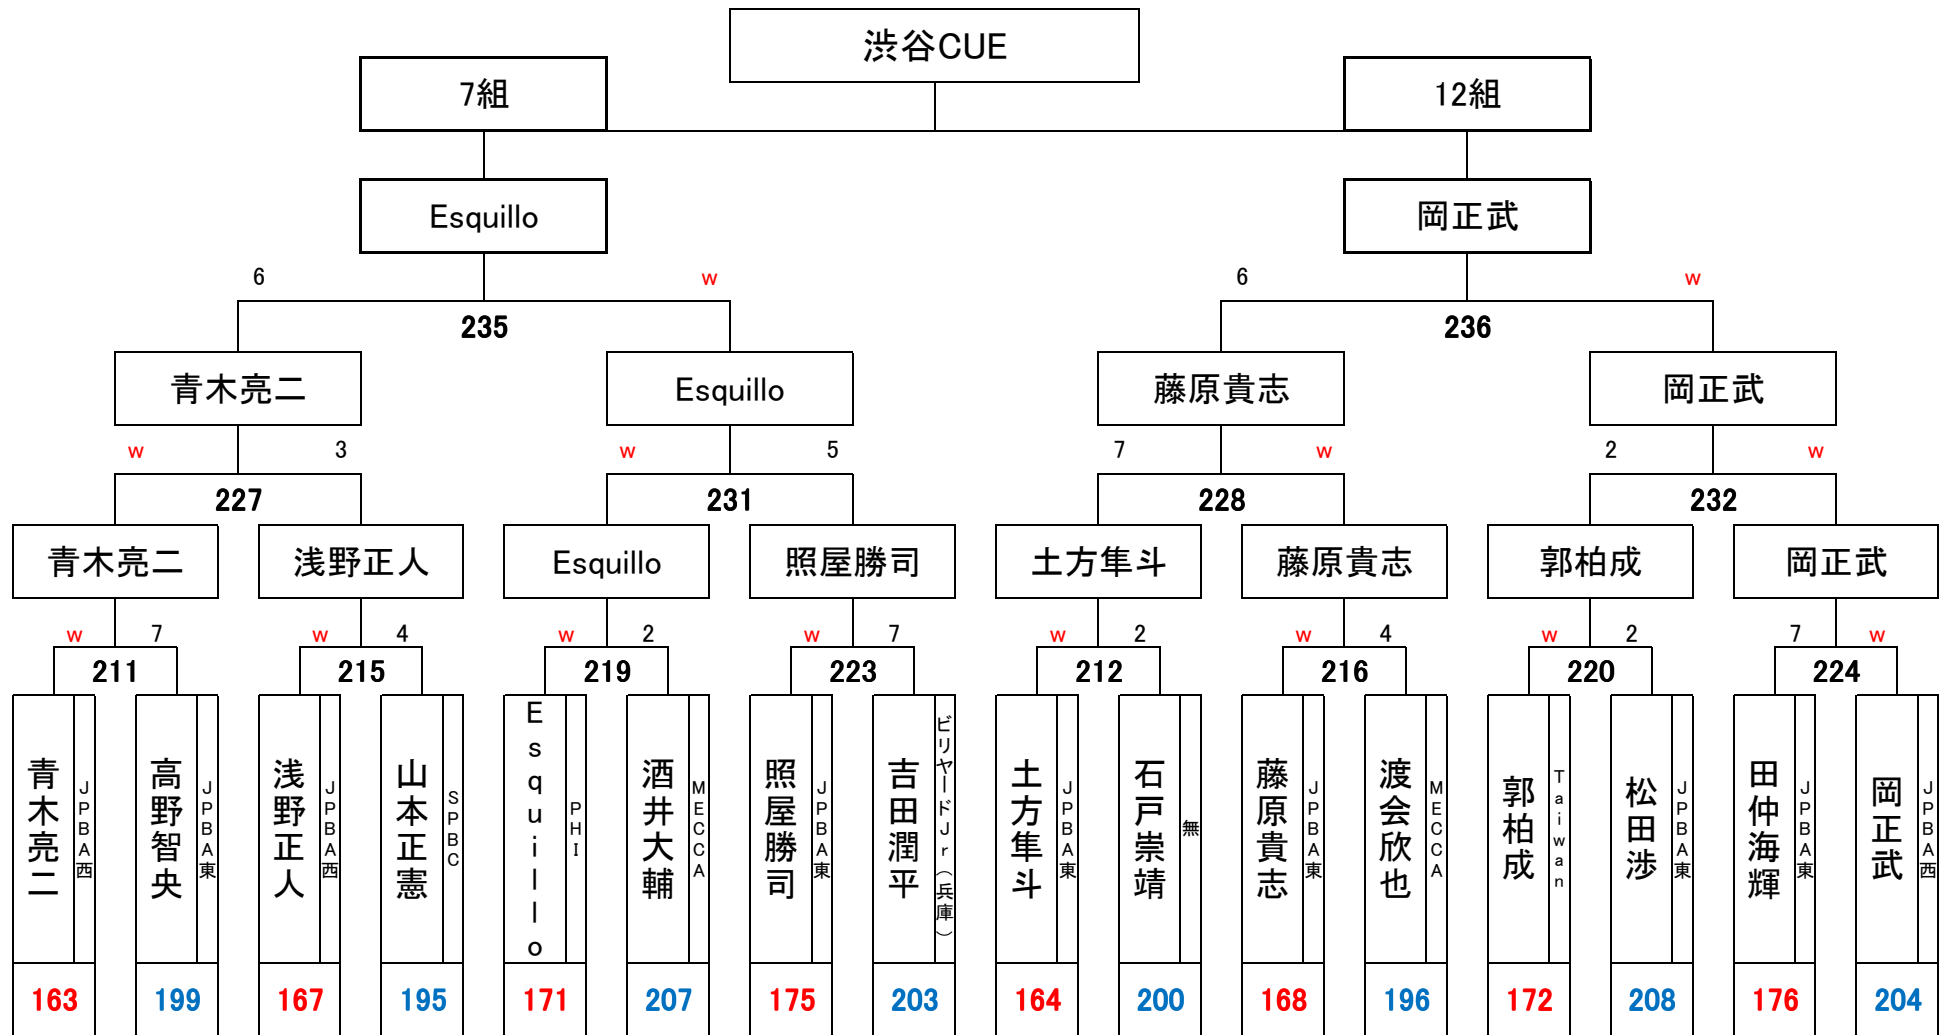 渋谷CUE
7組
12組
Esquillo
岡正武
6
w
6
w
235
236
青木亮二
Esquillo
藤原貴志
岡正武
w
3
w
5
7
w
2
w
227
231
228
232
青木亮二
浅野正人
Esquillo
照屋勝司
土方隼斗
藤原貴志
郭柏成
岡正武
w
7
w
4
w
2
w
7
w
2
w
4
w
2
7
w
211
215
219
223
212
216
220
224
青木亮二
JPBA西
高野智央
JPBA東
浅野正人
JPBA西
山本正憲
SPBC
Esquillo
PHI
酒井大輔
MECCA
照屋勝司
JPBA東
吉田潤平
ビリヤードJr(兵庫)
土方隼斗
JPBA東
石戸崇靖
無
藤原貴志
JPBA東
渡会欣也
MECCA
郭柏成
Taiwan
松田渉
JPBA東
田仲海輝
JPBA東
岡正武
JPBA西
163
199
167
195
171
207
175
203
164
200
168
196
172
208
176
204